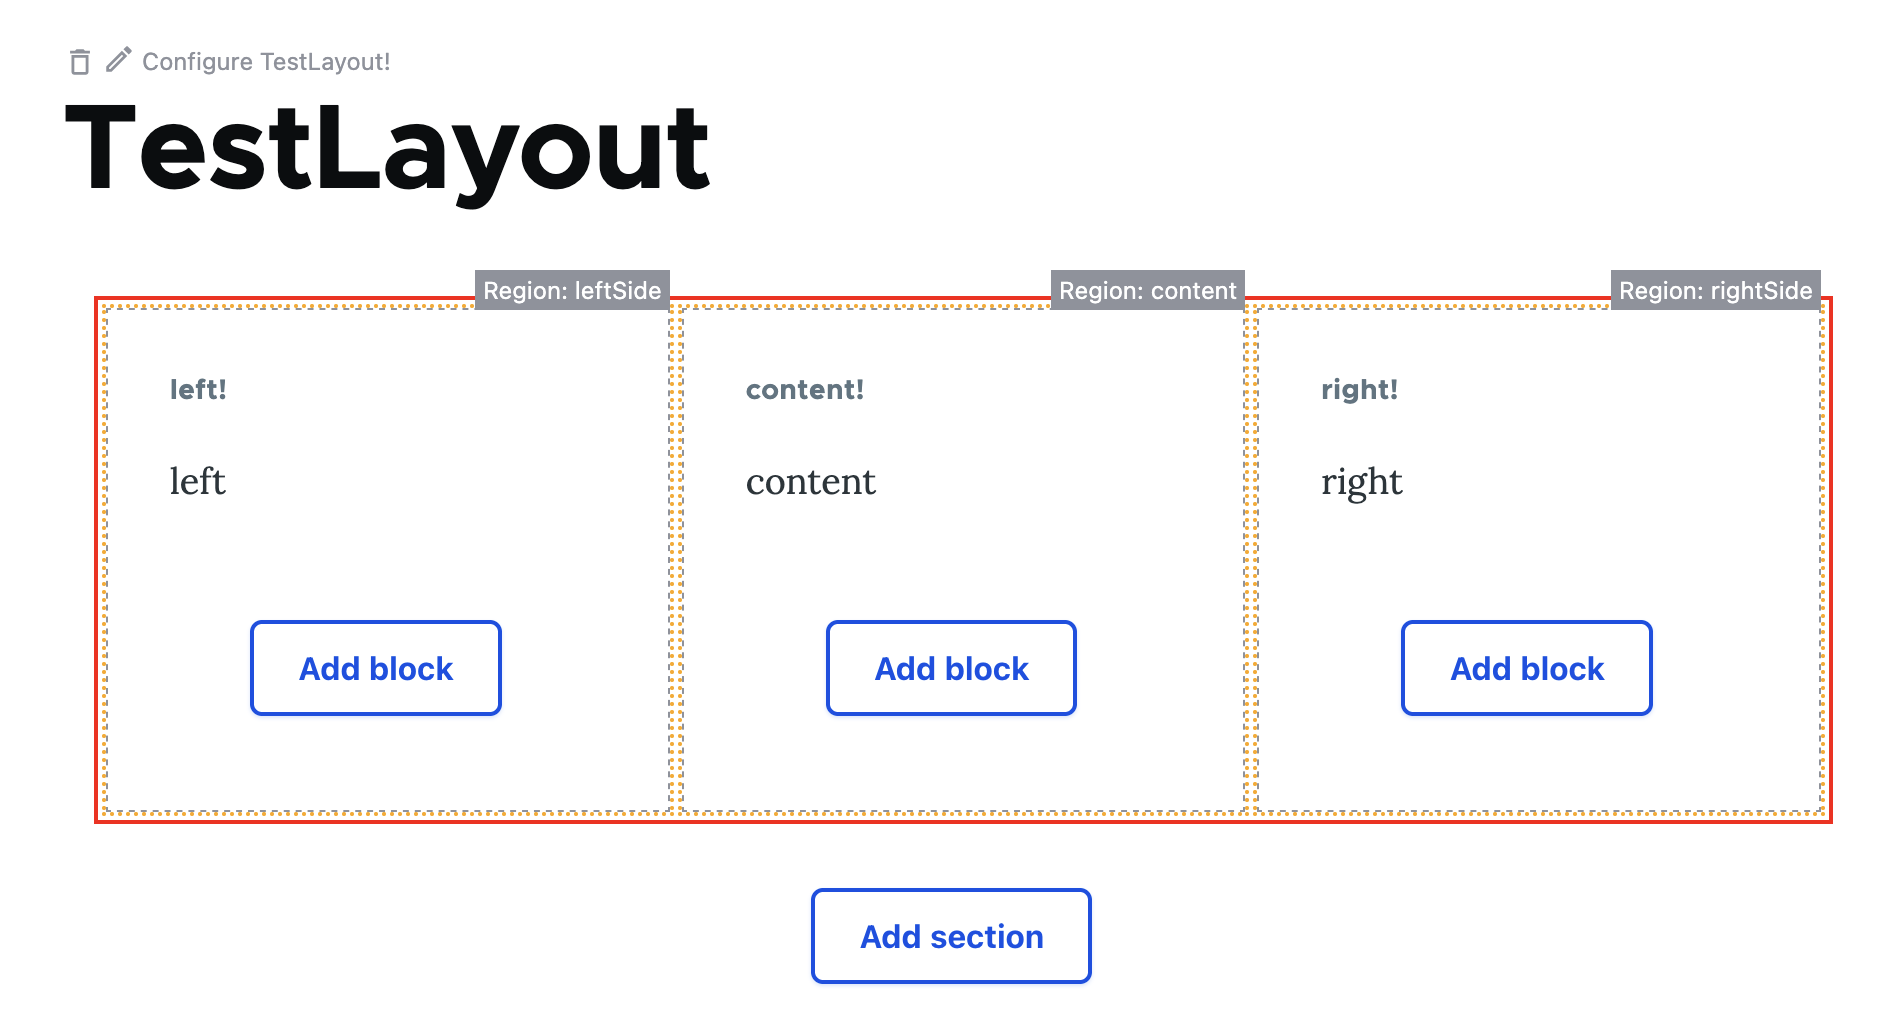 Configure TestLayout!
TestLayout
Region: leftSide
Region: content
Region: rightSide
left!
content!
right!
left
content
right
Add block
Add block
Add block
Add section